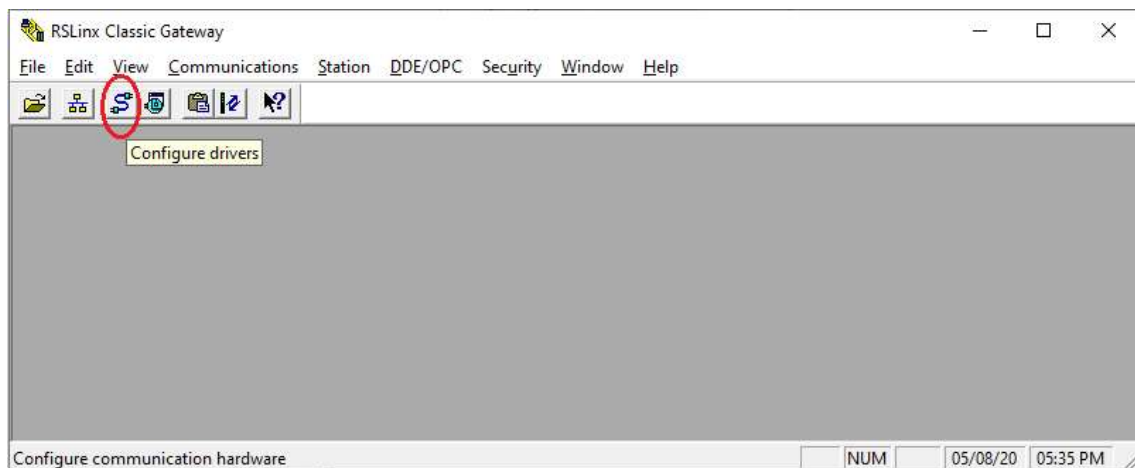 RSLinx Classic Gateway
File Edit View Communications Station DDE/OPC Security Window Help
Configure drivers
Configure communication hardware NUM 05/08/20 05:35 PM